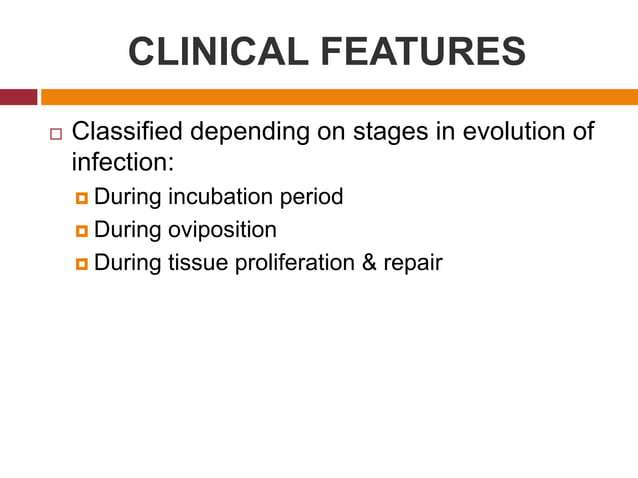 CLINICAL FEATURES
Classified depending on stages in evolution of
infection:
During incubation period
During oviposition
During tissue proliferation & repair